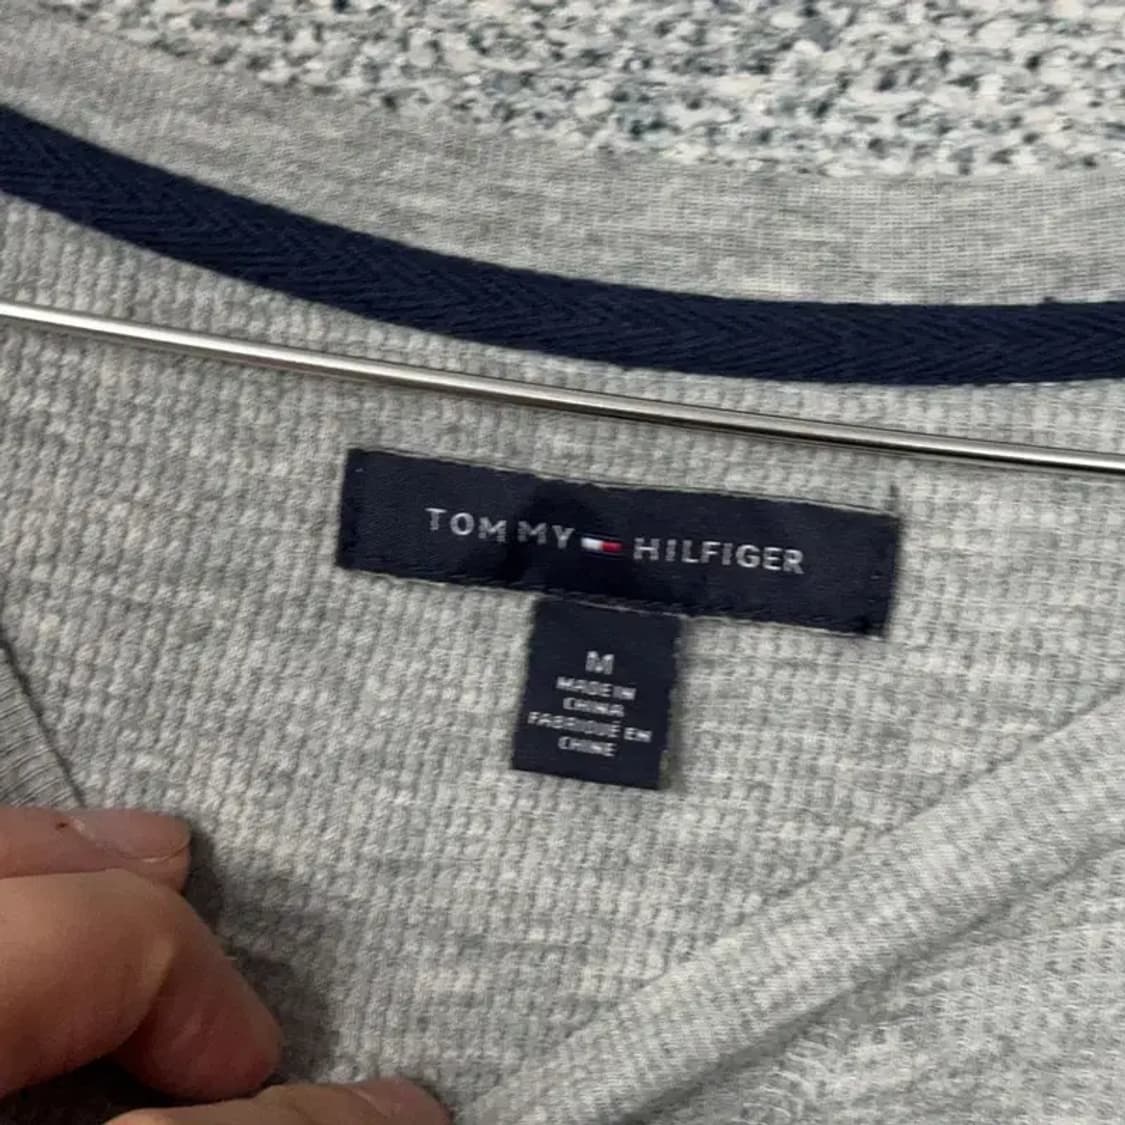 TOMMY HILFIGER
M
MADE IN
CHINA
FABRIQUÉ EN
CHINE